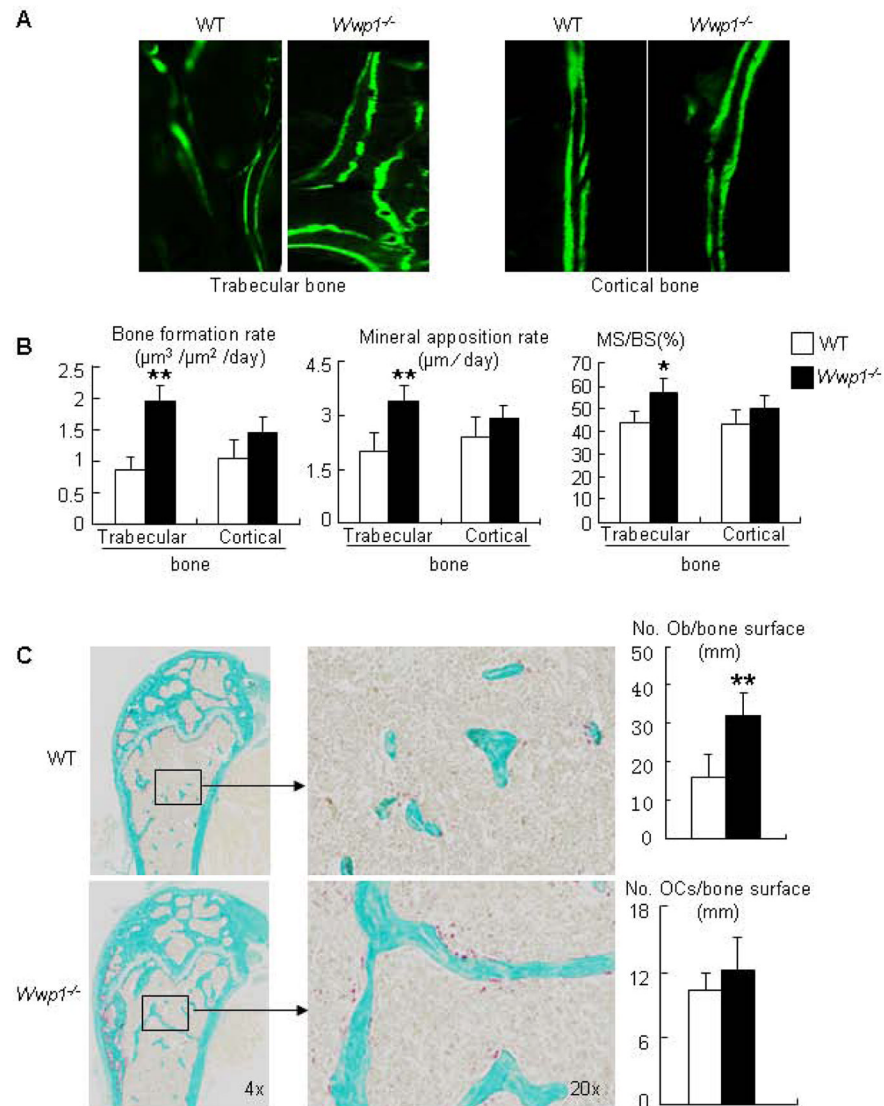 A
WT
Wwp1-/-
WT
Wwp1-/-
Trabecular bone
Cortical bone
B
Bone formation rate
(µm³ /µm² /day)
2.5
2
1.5
1
0.5
0
**
Trabecular
Cortical
bone
Mineral apposition rate
(µm/day)
4.5
3
1.5
0
**
Trabecular
Cortical
bone
MS/BS(%)
70
60
50
40
30
20
10
0
*
Trabecular
Cortical
bone
WT
Wwp1-/-
C
WT
No. Ob/bone surface
(mm)
50
40
30
20
10
0
**
Wwp1-/-
4x
20x
No. OCs/bone surface
(mm)
18
12
6
0